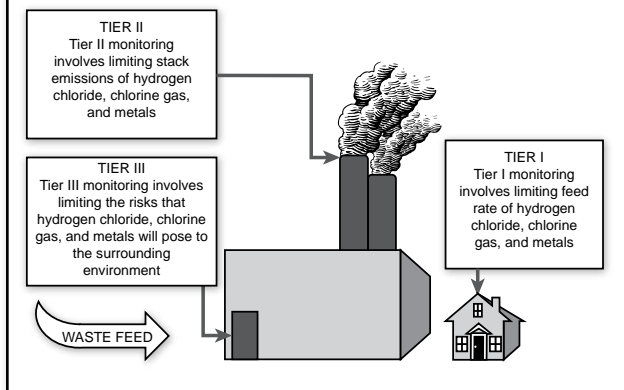 TIER II
Tier II monitoring
involves limiting stack
emissions of hydrogen
chloride, chlorine gas,
and metals
TIER III
Tier III monitoring involves
limiting the risks that
hydrogen chloride, chlorine
gas, and metals will pose to
the surrounding
environment
TIER I
Tier I monitoring
involves limiting feed
rate of hydrogen
chloride, chlorine
gas, and metals
WASTE FEED